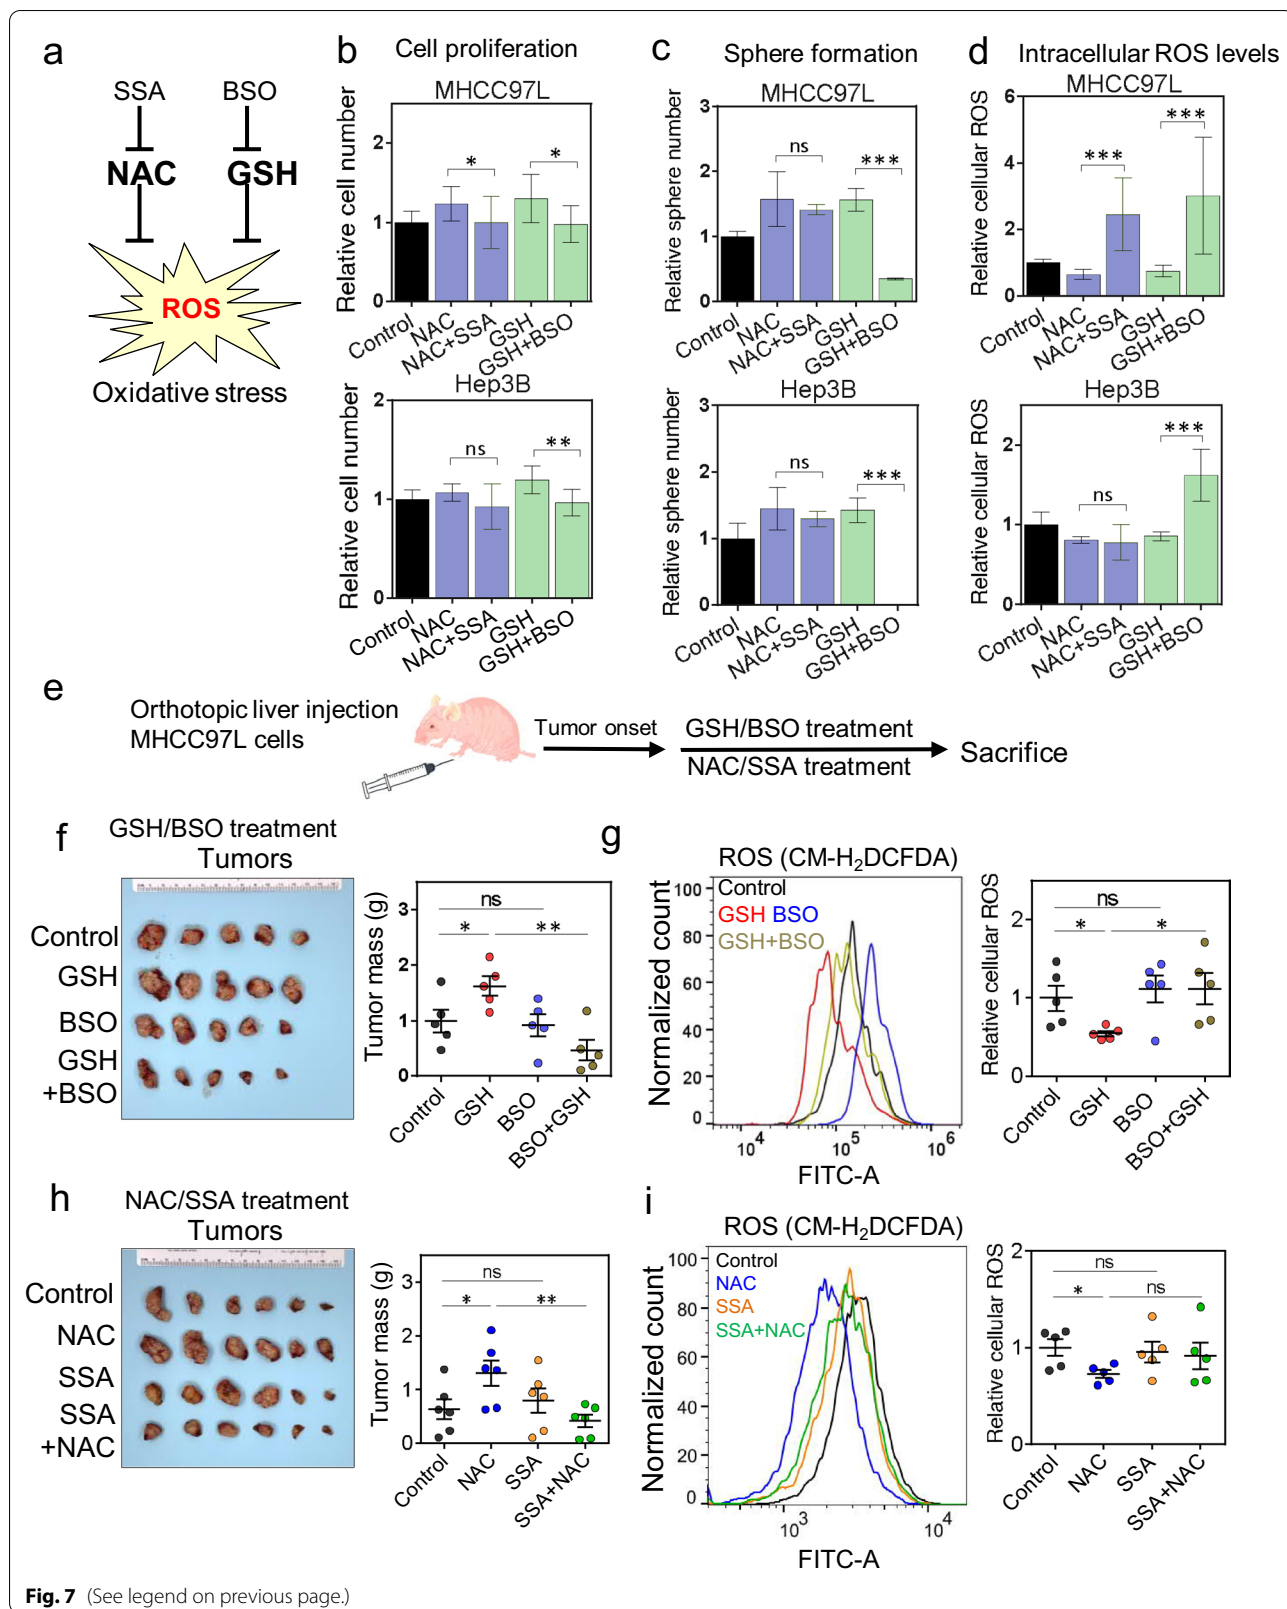 a
SSA
BSO
NAC
GSH
ROS
Oxidative stress
b
Cell proliferation
MHCC97L
Relative cell number
2
1
0
*
*
Control
NAC
NAC+SSA
GSH
GSH+BSO
Hep3B
Relative cell number
2
1
0
ns
**
Control
NAC
NAC+SSA
GSH
GSH+BSO
c
Sphere formation
MHCC97L
Relative sphere number
3
2
1
0
ns
***
Control
NAC
NAC+SSA
GSH
GSH+BSO
Hep3B
Relative sphere number
3
2
1
0
ns
***
Control
NAC
NAC+SSA
GSH
GSH+BSO
d
Intracellular ROS levels
MHCC97L
Relative cellular ROS
6
4
2
0
***
***
Control
NAC
NAC+SSA
GSH
GSH+BSO
Hep3B
Relative cellular ROS
2
1
0
ns
***
Control
NAC
NAC+SSA
GSH
GSH+BSO
e
Orthotopic liver injection
MHCC97L cells
Tumor onset
GSH/BSO treatment
NAC/SSA treatment
Sacrifice
f
GSH/BSO treatment
Tumors
Control
GSH
BSO
GSH
+BSO
Tumor mass (g)
3
2
1
0
ns
*
**
Control
GSH
BSO
BSO+GSH
g
ROS (CM-H₂DCFDA)
Control
GSH BSO
GSH+BSO
Normalized count
100
80
60
40
20
0
10⁴
10⁵
10⁶
FITC-A
Relative cellular ROS
2
1
0
ns
*
*
Control
GSH
BSO
BSO+GSH
h
NAC/SSA treatment
Tumors
Control
NAC
SSA
SSA
+NAC
Tumor mass (g)
3
2
1
0
ns
*
**
Control
NAC
SSA
SSA+NAC
i
ROS (CM-H₂DCFDA)
Control
NAC
SSA
SSA+NAC
Normalized count
100
80
60
40
20
0
10³
10⁴
FITC-A
Relative cellular ROS
2
1
0
ns
*
ns
Control
NAC
SSA
SSA+NAC
Fig. 7 (See legend on previous page.)